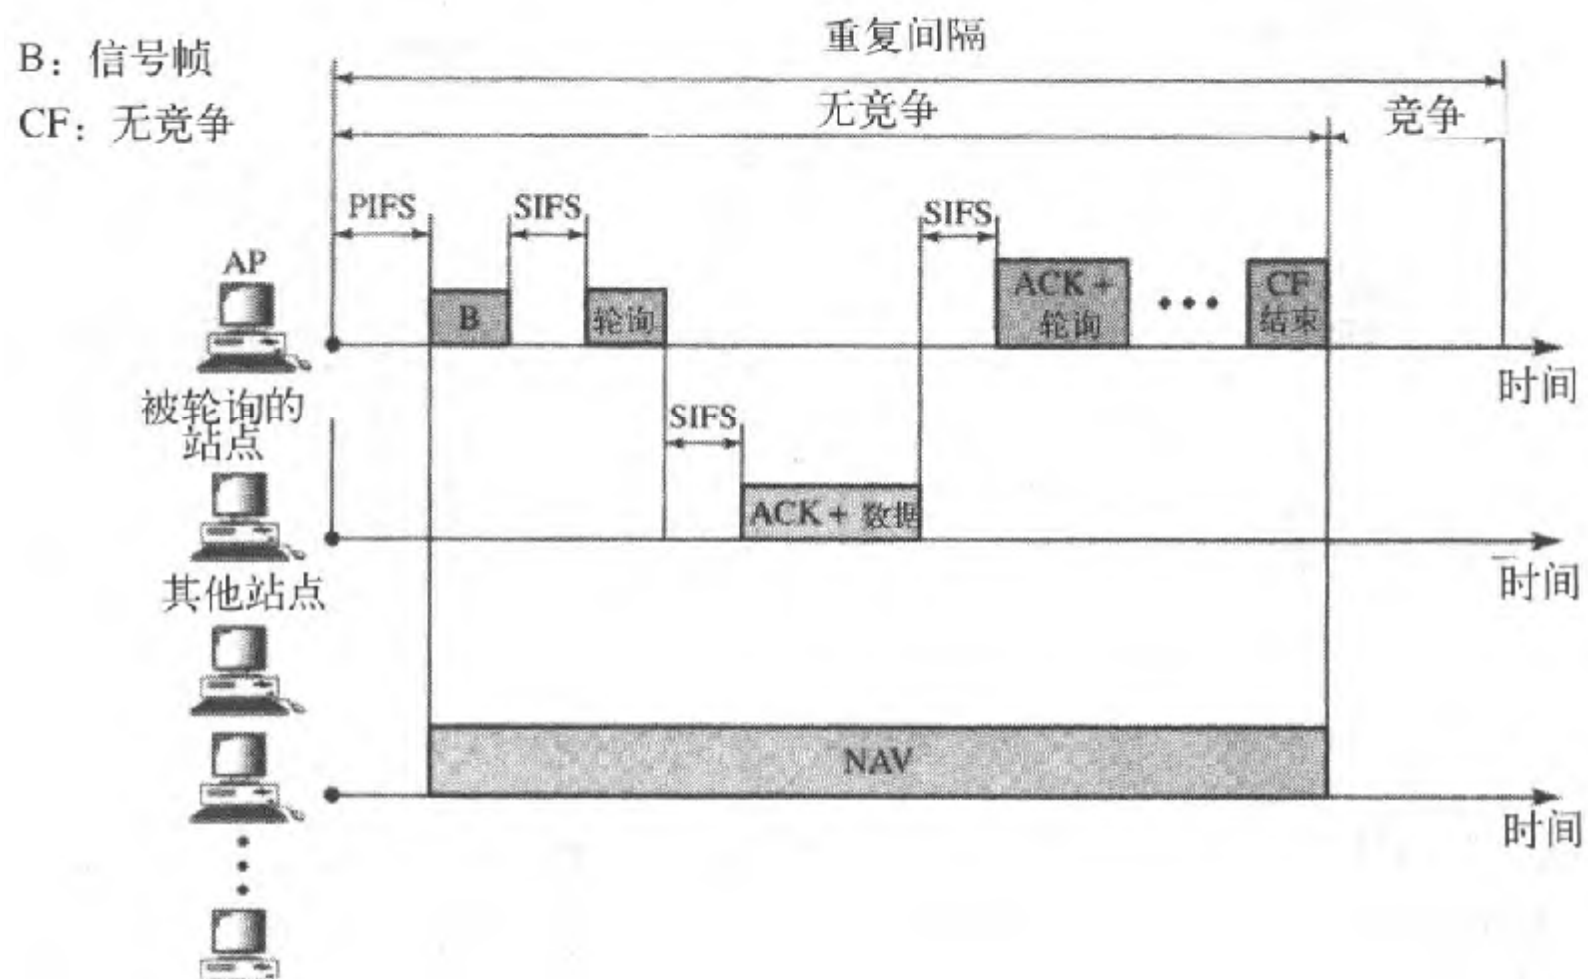 重复间隔
B：信号帧
无竞争
竞争
CF：无竞争
PIFS
SIFS
SIFS
AP
B
轮询
ACK +
轮询
CF
结束
时间
被轮询的
站点
SIFS
ACK + 数据
时间
其他站点
NAV
时间